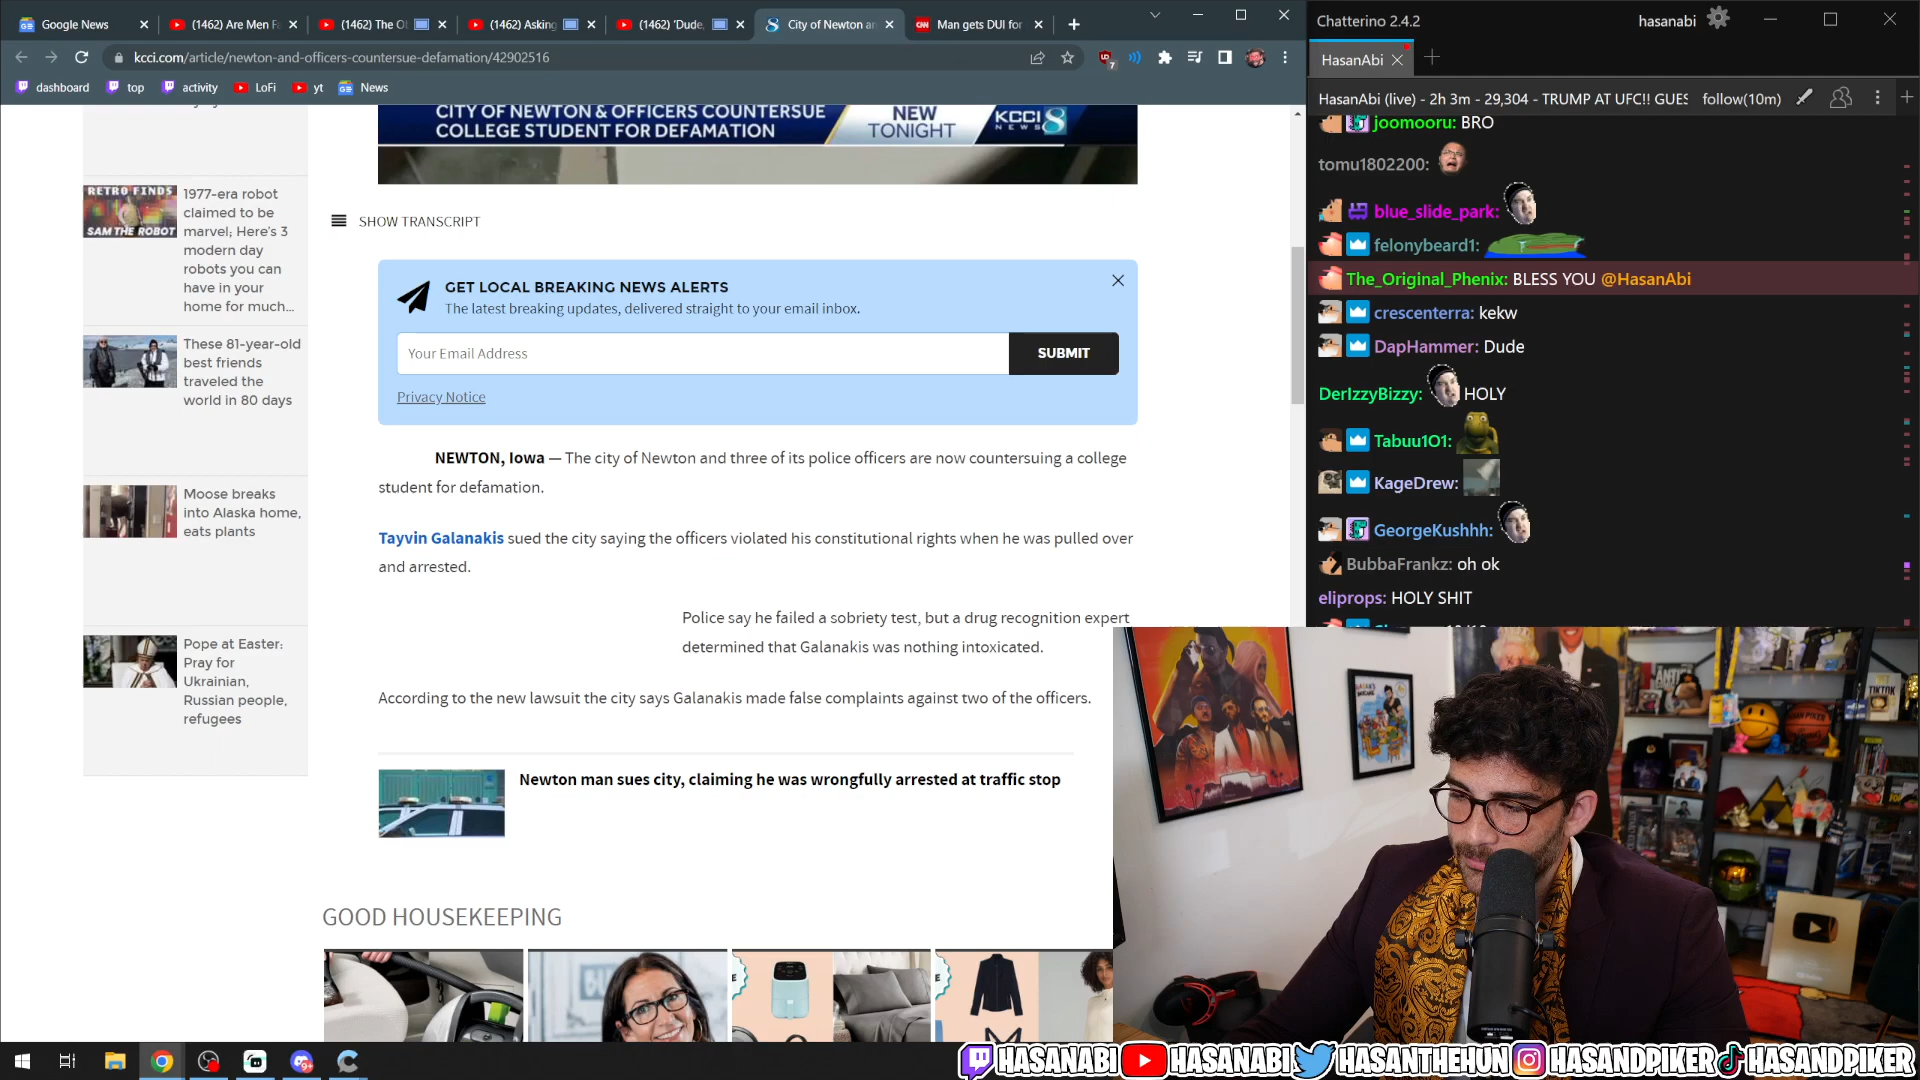 Google News
(1462) Are Men Fa
(1462) The O
(1462) Asking
(1462) 'Dude,
City of Newton an
Man gets DUI for
kcci.com/article/newton-and-officers-countersue-defamation/42902516
dashboard
top
activity
LoFi
yt
News
CITY OF NEWTON & OFFICERS COUNTERSUE
COLLEGE STUDENT FOR DEFAMATION
NEW
TONIGHT
KCCI 8
NEWS
RETRO FINDS
SAM THE ROBOT
1977-era robot
claimed to be
marvel; Here's 3
modern day
robots you can
have in your
home for much...
These 81-year-old
best friends
traveled the
world in 80 days
Moose breaks
into Alaska home,
eats plants
Pope at Easter:
Pray for
Ukrainian,
Russian people,
refugees
SHOW TRANSCRIPT
GET LOCAL BREAKING NEWS ALERTS
The latest breaking updates, delivered straight to your email inbox.
Your Email Address
SUBMIT
Privacy Notice
NEWTON, Iowa — The city of Newton and three of its police officers are now countersuing a college
student for defamation.
Tayvin Galanakis sued the city saying the officers violated his constitutional rights when he was pulled over
and arrested.
Police say he failed a sobriety test, but a drug recognition expert
determined that Galanakis was nothing intoxicated.
According to the new lawsuit the city says Galanakis made false complaints against two of the officers.
Newton man sues city, claiming he was wrongfully arrested at traffic stop
GOOD HOUSEKEEPING
Chatterino 2.4.2
hasanabi
HasanAbi
HasanAbi (live) - 2h 3m - 29,304 - TRUMP AT UFC!! GUES
follow(10m)
joomooru: BRO
tomu1802200:
blue_slide_park:
felonybeard1:
The_Original_Phenix: BLESS YOU @HasanAbi
crescenterra: kekw
DapHammer: Dude
DerIzzyBizzy: HOLY
Tabuu1O1:
KageDrew:
GeorgeKushhh:
BubbaFrankz: oh ok
eliprops: HOLY SHIT
HASANABI
HASANABI
HASANTHEHUN
HASANDPIKER
HASANDPIKER